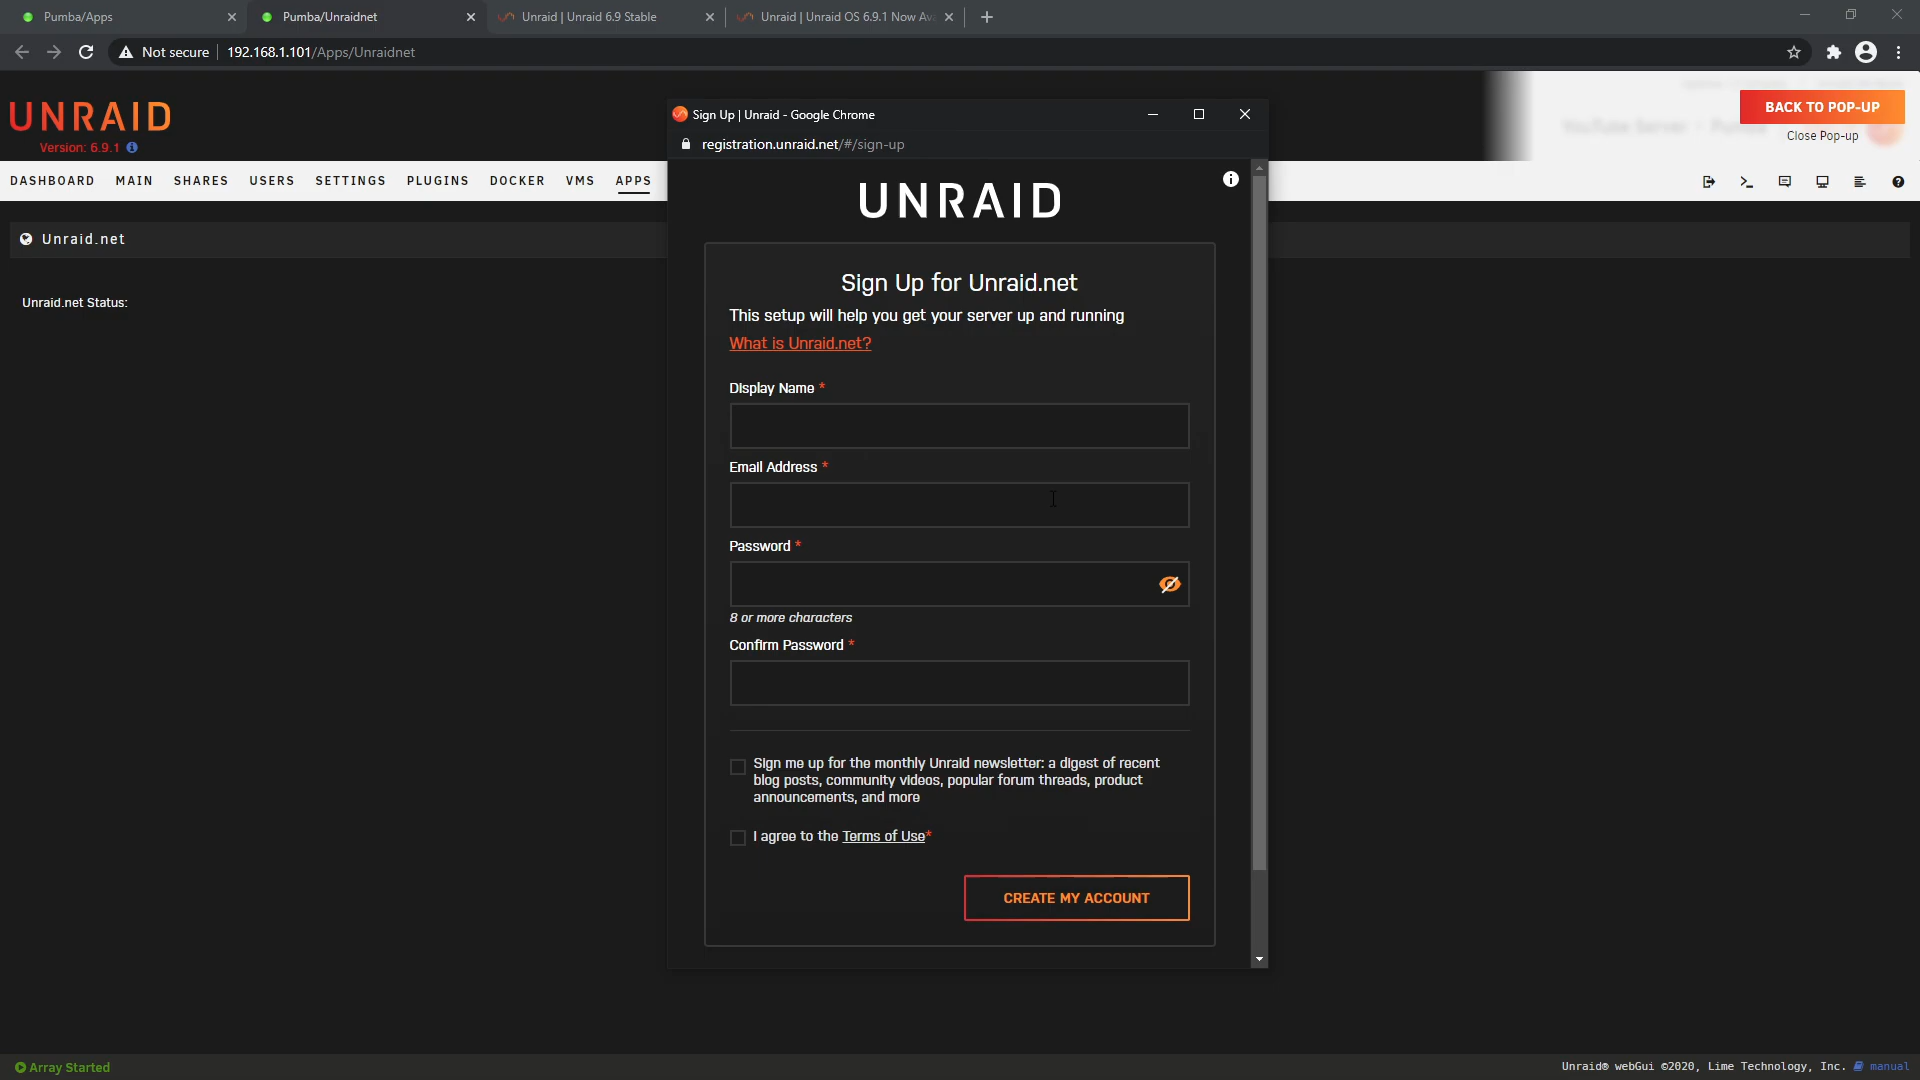 Pumba/Apps
Pumba/Unraidnet
Unraid | Unraid 6.9 Stable
Unraid | Unraid OS 6.9.1 Now Av
Not secure
192.168.1.101/Apps/Unraidnet
UNRAID
Version: 6.9.1
BACK TO POP-UP
Close Pop-up
YouTube Server • Pumba
DASHBOARD MAIN SHARES USERS SETTINGS PLUGINS DOCKER VMS APPS
Unraid.net
Unraid.net Status:
Sign Up | Unraid - Google Chrome
registration.unraid.net/#/sign-up
UNRAID
Sign Up for Unraid.net
This setup will help you get your server up and running
What is Unraid.net?
Display Name *
Email Address *
Password *
8 or more characters
Confirm Password *
Sign me up for the monthly Unraid newsletter: a digest of recent
blog posts, community videos, popular forum threads, product
announcements, and more
I agree to the Terms of Use*
CREATE MY ACCOUNT
Array Started
Unraid® webGui ©2020, Lime Technology, Inc. manual